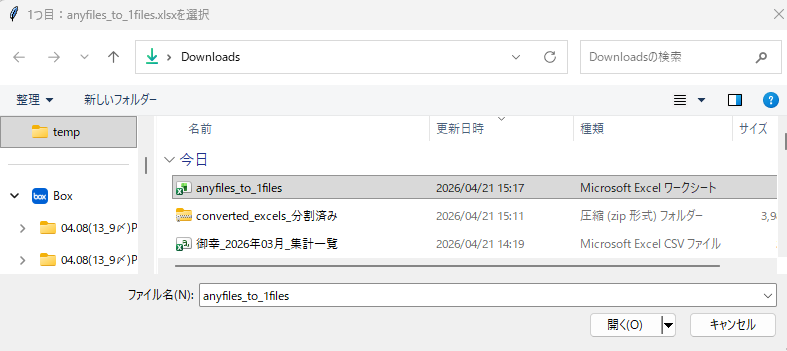 1つ目：anyfiles_to_1files.xlsxを選択
Downloads
Downloadsの検索
整理 新しいフォルダー
名前 更新日時 種類 サイズ
temp
今日
anyfiles_to_1files 2026/04/21 15:17 Microsoft Excel ワークシート
box Box
converted_excels_分割済み 2026/04/21 15:11 圧縮 (zip 形式) フォルダー 3,9
04.08(13_9〆)P
御幸_2026年03月_集計一覧 2026/04/21 14:19 Microsoft Excel CSV ファイル
04.08(13_9〆)P
ファイル名(N): anyfiles_to_1files
開く(O) キャンセル